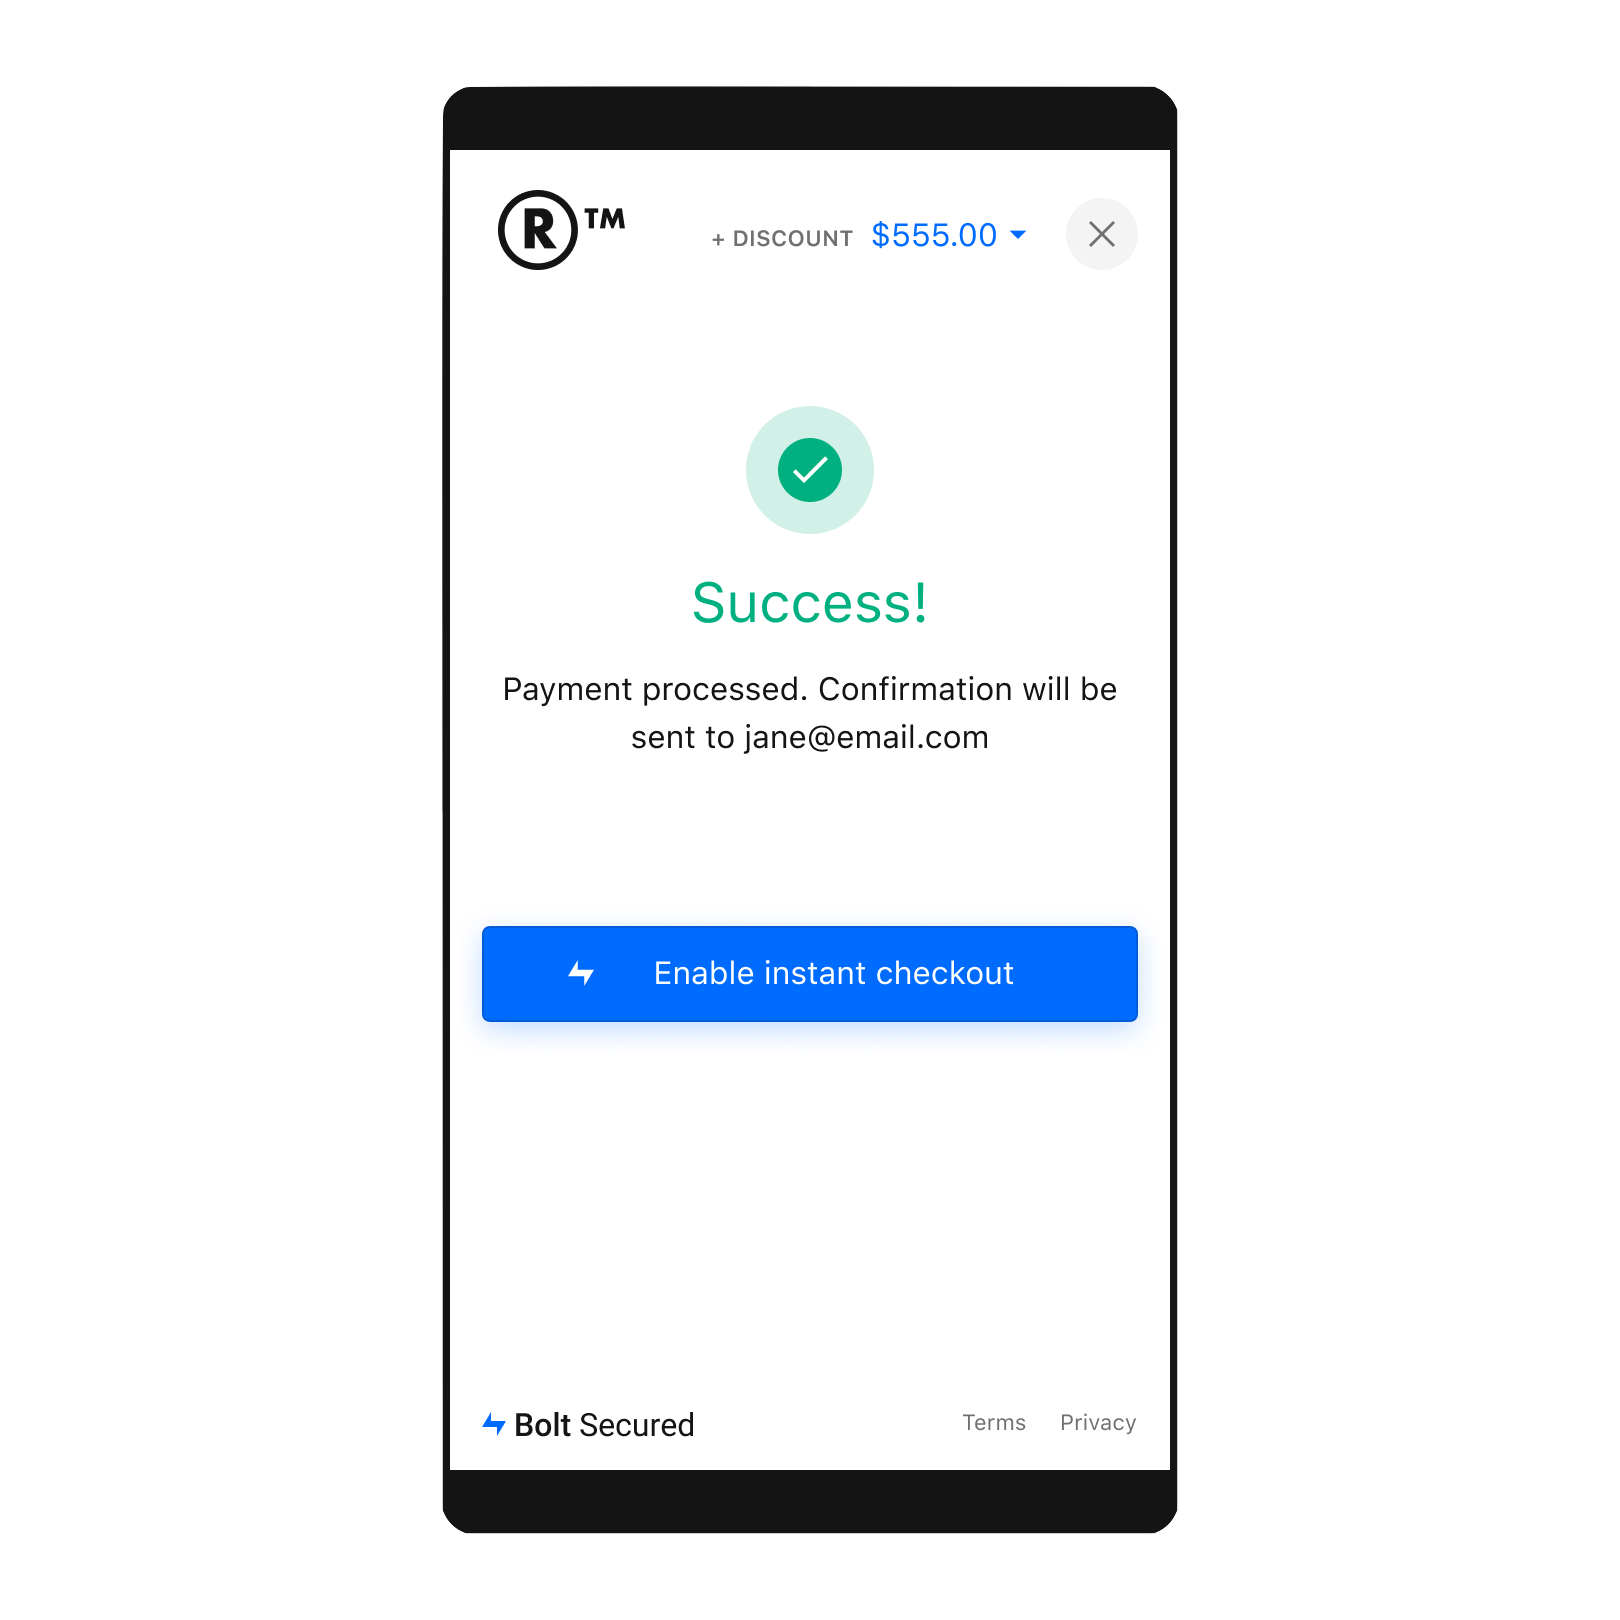 ®™
+ DISCOUNT $555.00
Success!
Payment processed. Confirmation will be
sent to jane@email.com
Enable instant checkout
Bolt Secured
Terms Privacy